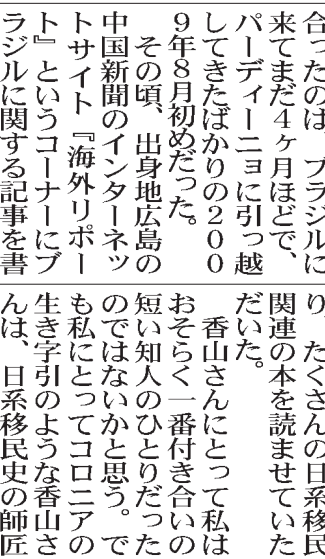 合ったのは、ブラジルに
来てまだ4ヶ月ほどで、
パーディーニョに引っ越
してきたばかりの200
9年8月初めだった。
その頃、出身地広島の
中国新聞のインターネッ
トサイト『海外リポー
ト』というコーナーにブ
ラジルに関する記事を書
り、たくさんの日系移民
関連の本を読ませていた
だいた。
香山さんにとって私は
おそらく一番付き合いの
短い知人のひとりだった
のではないかと思う。で
も私にとってコロニアの
生き字引のような香山さ
んは、日系移民史の師匠